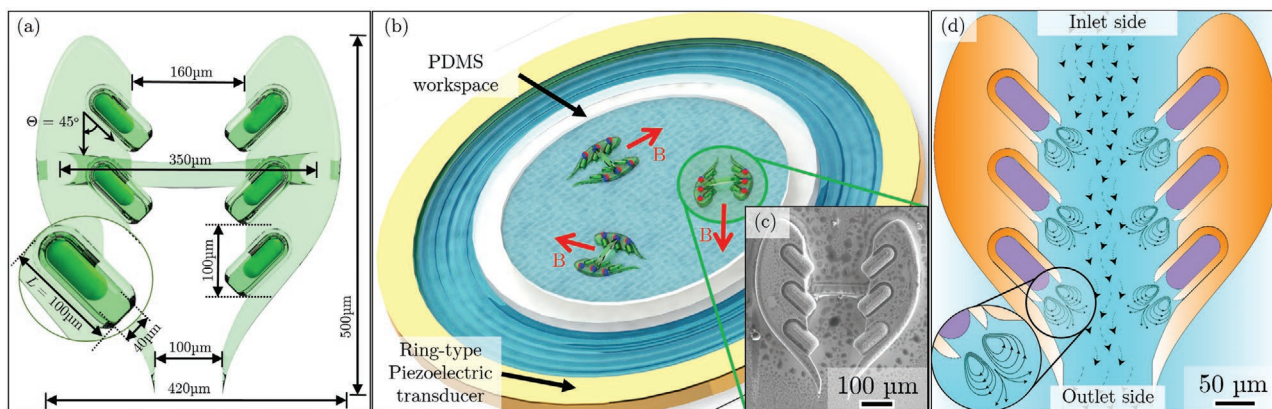 (a)
160µm
Θ = 45°
350µm
100µm
500µm
L = 100µm
40µm
100µm
420µm
(b)
PDMS
workspace
B
B
B
Ring-type
Piezoelectric
transducer
(c)
100 µm
(d)
Inlet side
Outlet side
50 µm